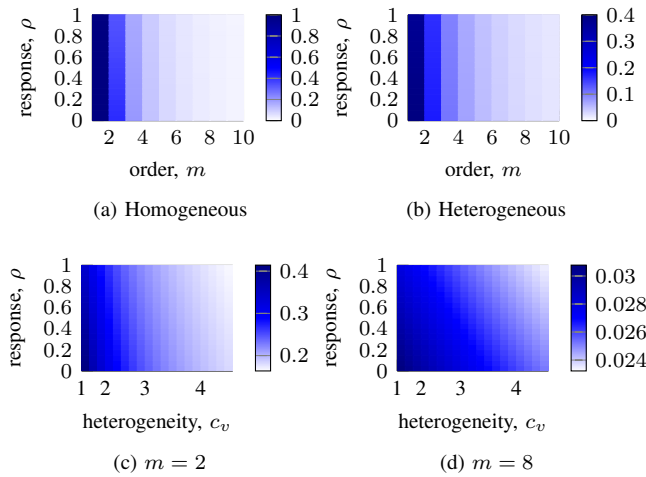 response, ρ
1
0.8
0.6
0.4
0.2
0
2 4 6 8 10
order, m
1
0.8
0.6
0.4
0.2
0
(a) Homogeneous
response, ρ
1
0.8
0.6
0.4
0.2
0
2 4 6 8 10
order, m
0.4
0.3
0.2
0.1
0
(b) Heterogeneous
response, ρ
1
0.8
0.6
0.4
0.2
0
1 2 3 4
heterogeneity, c_v
0.4
0.3
0.2
(c) m = 2
response, ρ
1
0.8
0.6
0.4
0.2
0
1 2 3 4
heterogeneity, c_v
0.03
0.028
0.026
0.024
(d) m = 8